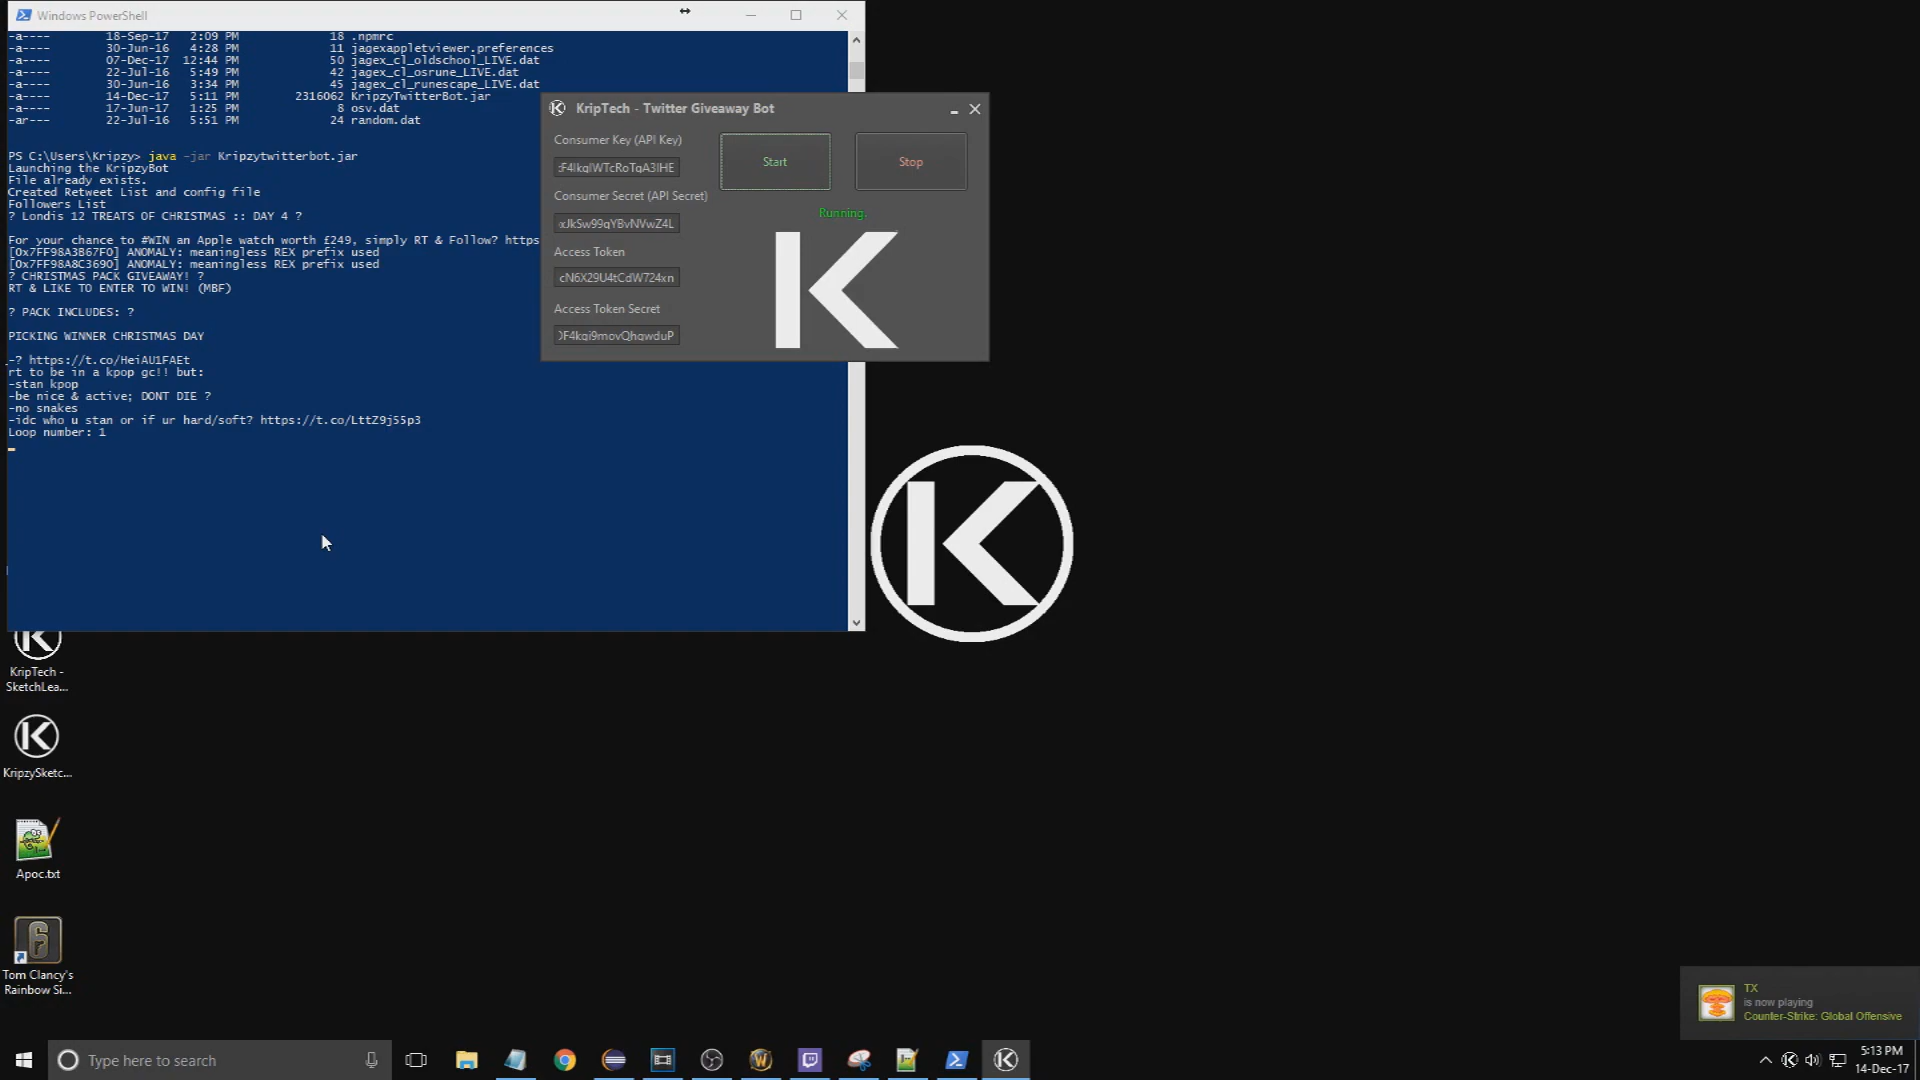 Windows PowerShell
-a---- 18-Sep-17 2:09 PM 18 .npmrc
-a---- 30-Jun-16 4:28 PM 11 jagexappletviewer.preferences
-a---- 07-Dec-17 12:44 PM 50 jagex_cl_oldschool_LIVE.dat
-a---- 22-Jul-16 5:49 PM 42 jagex_cl_osrune_LIVE.dat
-a---- 30-Jun-16 3:34 PM 45 jagex_cl_runescape_LIVE.dat
-a---- 14-Dec-17 5:11 PM 2316062 KripzyTwitterBot.jar
-a---- 17-Jun-17 1:25 PM 8 osv.dat
-ar--- 22-Jul-16 5:51 PM 24 random.dat
PS C:\Users\Kripzy> java -jar Kripzytwitterbot.jar
Launching the KripzyBot
File already exists.
Created Retweet List and config file
Followers List
? Londis 12 TREATS OF CHRISTMAS :: DAY 4 ?
For your chance to #WIN an Apple watch worth £249, simply RT & Follow? https
[0x7FF98A3B67F0] ANOMALY: meaningless REX prefix used
[0x7FF98A8C3690] ANOMALY: meaningless REX prefix used
? CHRISTMAS PACK GIVEAWAY! ?
RT & LIKE TO ENTER TO WIN! (MBF)
? PACK INCLUDES: ?
PICKING WINNER CHRISTMAS DAY
-? https://t.co/HeiAU1FAEt
rt to be in a kpop gc!! but:
-stan kpop
-be nice & active; DONT DIE ?
-no snakes
-idc who u stan or if ur hard/soft? https://t.co/LttZ9j55p3
Loop number: 1
KripTech - Twitter Giveaway Bot
Consumer Key (API Key)
Start
Stop
Consumer Secret (API Secret)
Running.
Access Token
Access Token Secret
K
K
KripTech -
SketchLea...
KripzySketc...
Apoc.txt
Tom Clancy's
Rainbow Si...
TX
is now playing
Counter-Strike: Global Offensive
Type here to search
5:13 PM
14-Dec-17